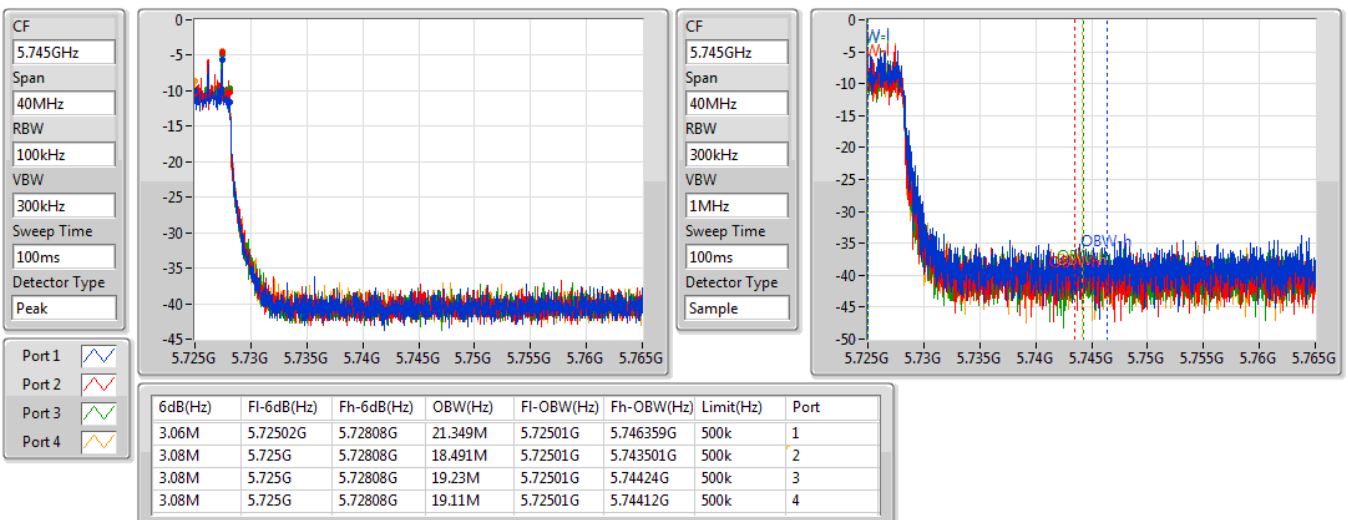 CF
5.745GHz
Span
40MHz
RBW
100kHz
VBW
300kHz
Sweep Time
100ms
Detector Type
Peak
0
-5
-10
-15
-20
-25
-30
-35
-40
-45
5.725G 5.73G 5.735G 5.74G 5.745G 5.75G 5.755G 5.76G 5.765G
CF
5.745GHz
Span
40MHz
RBW
300kHz
VBW
1MHz
Sweep Time
100ms
Detector Type
Sample
0
-5
-10
-15
-20
-25
-30
-35
-40
-45
-50
W-l
OBW-h
5.725G 5.73G 5.735G 5.74G 5.745G 5.75G 5.755G 5.76G 5.765G
Port 1
Port 2
Port 3
Port 4
6dB(Hz) Fl-6dB(Hz) Fh-6dB(Hz) OBW(Hz) Fl-OBW(Hz) Fh-OBW(Hz) Limit(Hz) Port
3.06M 5.72502G 5.72808G 21.349M 5.72501G 5.746359G 500k 1
3.08M 5.725G 5.72808G 18.491M 5.72501G 5.743501G 500k 2
3.08M 5.725G 5.72808G 19.23M 5.72501G 5.74424G 500k 3
3.08M 5.725G 5.72808G 19.11M 5.72501G 5.74412G 500k 4